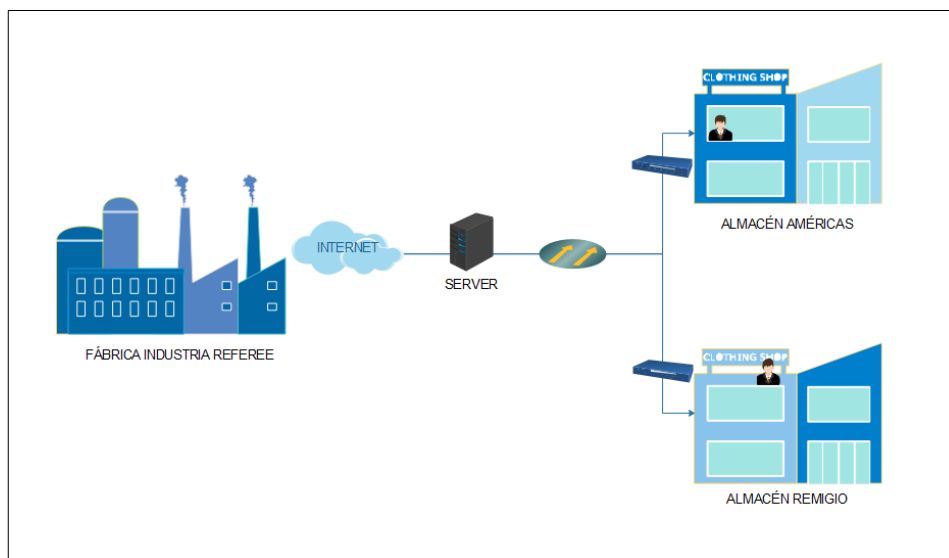 CLOTHING SHOP
ALMACÉN AMÉRICAS
INTERNET
SERVER
FÁBRICA INDUSTRIA REFEREE
CLOTHING SHOP
ALMACÉN REMIGIO